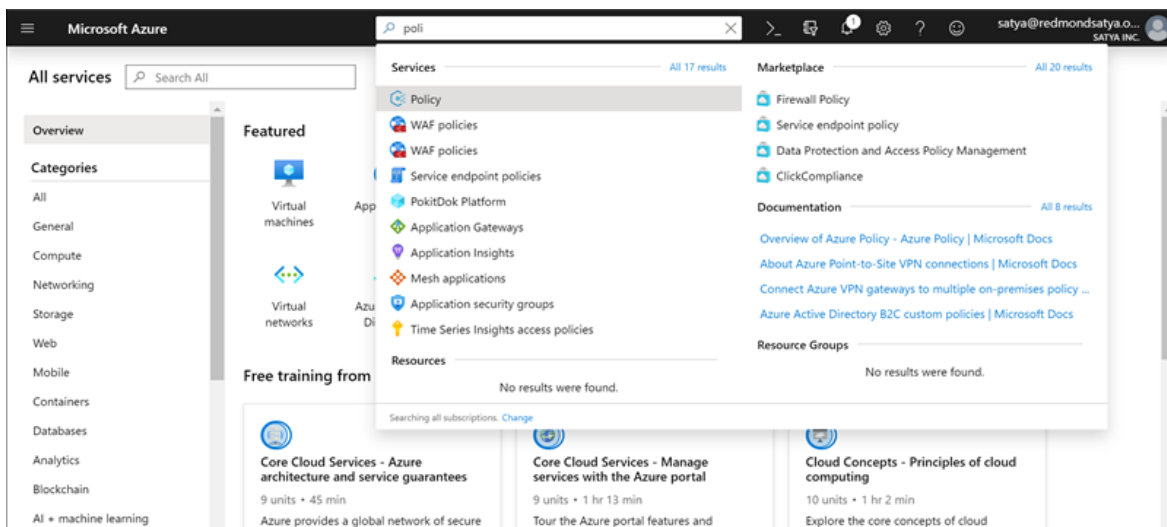 Microsoft Azure
poli
1
satya@redmondsatya.o...
SATYA INC.
All services
Search All
Overview
Categories
All
General
Compute
Networking
Storage
Web
Mobile
Containers
Databases
Analytics
Blockchain
AI + machine learning
Featured
Virtual
machines
App
Virtual
networks
Azu
Di
Free training from
Services
All 17 results
Policy
WAF policies
WAF policies
Service endpoint policies
PokitDok Platform
Application Gateways
Application Insights
Mesh applications
Application security groups
Time Series Insights access policies
Resources
No results were found.
Searching all subscriptions. Change
Marketplace
All 20 results
Firewall Policy
Service endpoint policy
Data Protection and Access Policy Management
ClickCompliance
Documentation
All 8 results
Overview of Azure Policy - Azure Policy | Microsoft Docs
About Azure Point-to-Site VPN connections | Microsoft Docs
Connect Azure VPN gateways to multiple on-premises policy ...
Azure Active Directory B2C custom policies | Microsoft Docs
Resource Groups
No results were found.
Core Cloud Services - Azure
architecture and service guarantees
9 units • 45 min
Azure provides a global network of secure
Core Cloud Services - Manage
services with the Azure portal
9 units • 1 hr 13 min
Tour the Azure portal features and
Cloud Concepts - Principles of cloud
computing
10 units • 1 hr 2 min
Explore the core concepts of cloud